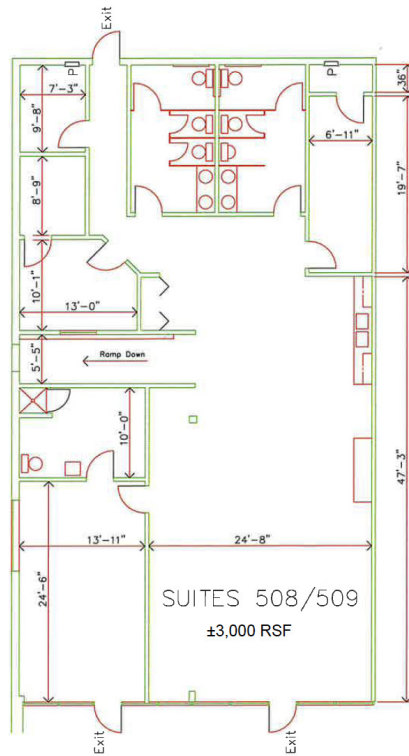 Exit
P
P
7'-3"
9'-8"
36"
6'-11"
19'-7"
8'-9"
10'-1"
13'-0"
5'-5"
Ramp Down
10'-0"
47'-3"
13'-11"
24'-8"
24'-6"
SUITES 508/509
±3,000 RSF
Exit
Exit